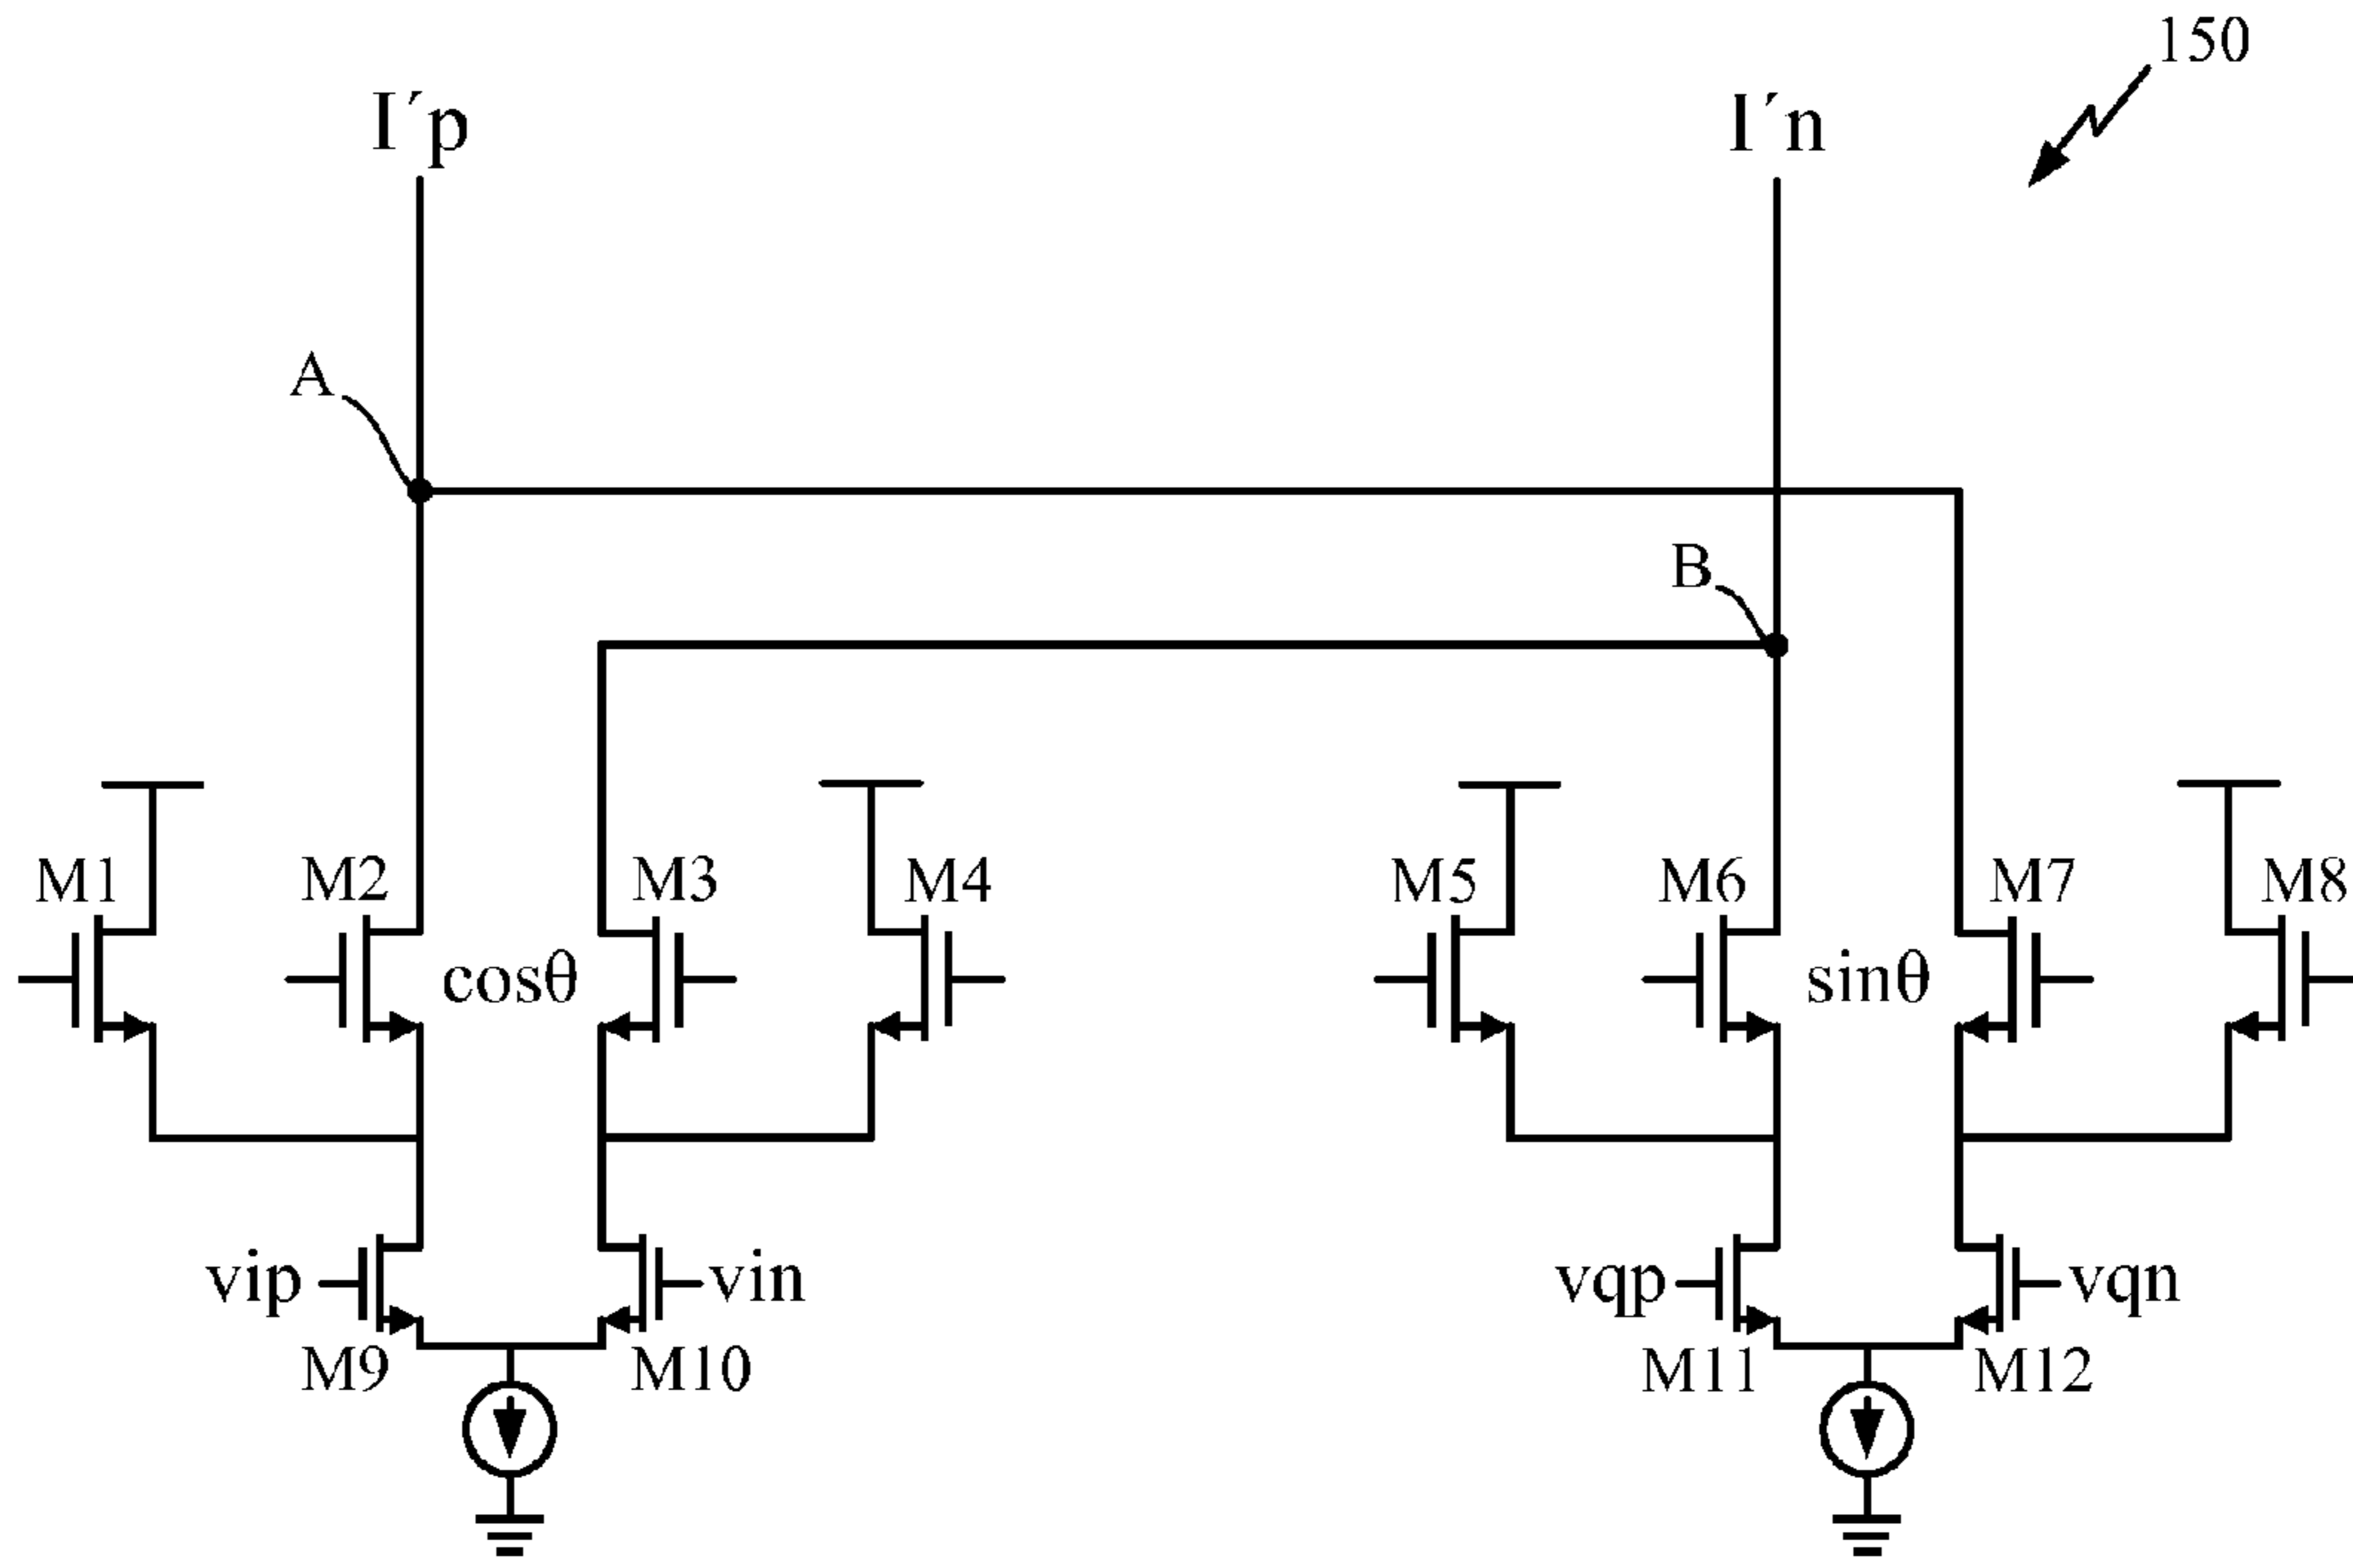 150
I´p I´n
A
B
M1 M2 M3 M4 M5 M6 M7 M8
cosθ sinθ
vip vin vqp vqn
M9 M10 M11 M12